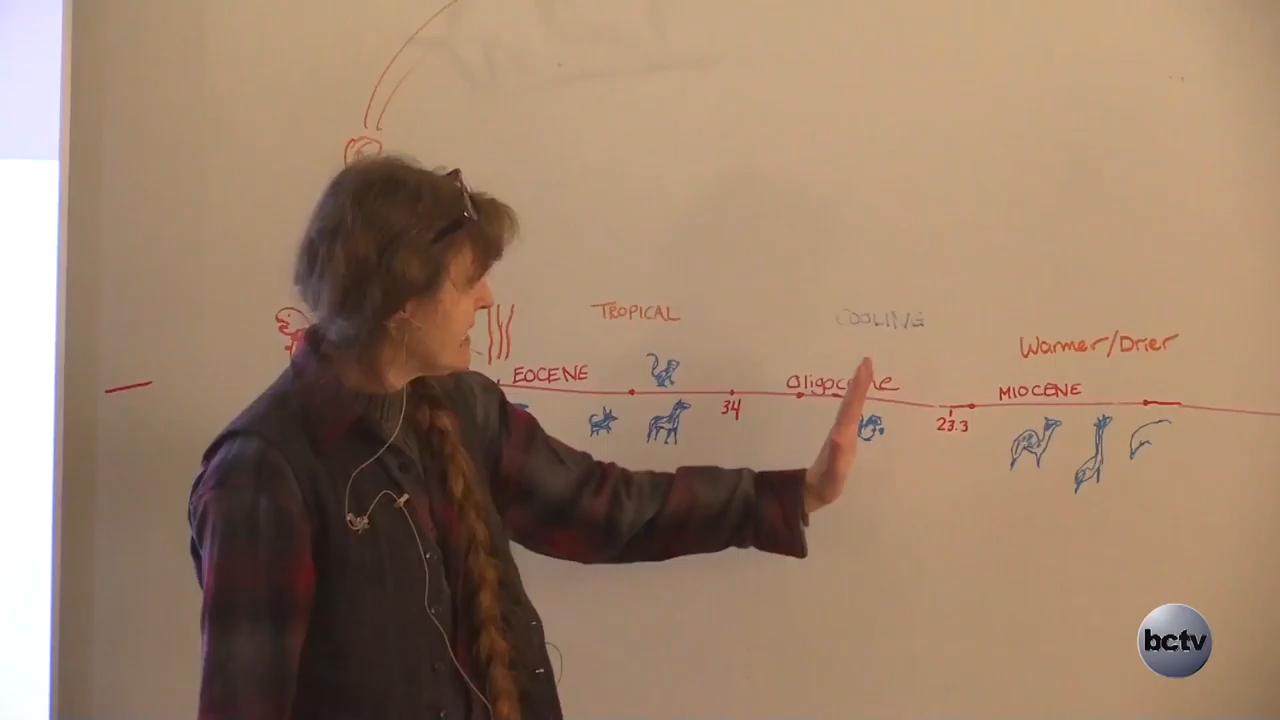 TROPICAL
COOLING
Warmer/Drier
EOCENE
Oligocene
MIOCENE
34
23.3
bctv